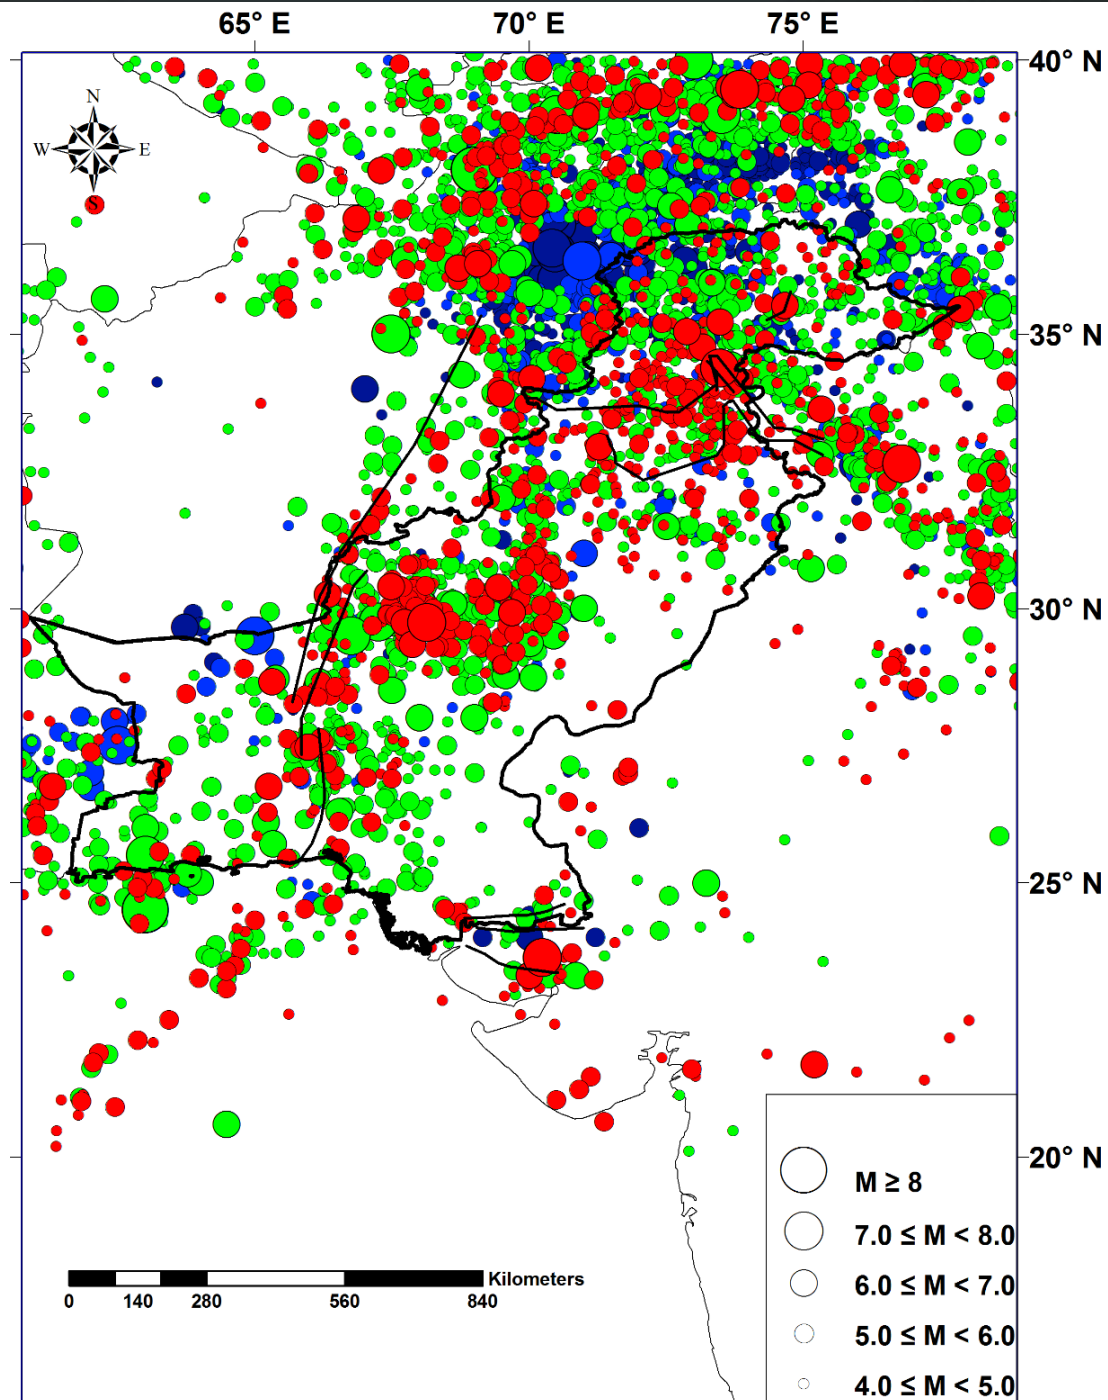 65° E 70° E 75° E
40° N
N
W E
S
35° N
30° N
25° N
20° N
M ≥ 8
7.0 ≤ M < 8.0
6.0 ≤ M < 7.0
5.0 ≤ M < 6.0
4.0 ≤ M < 5.0
Kilometers
0 140 280 560 840